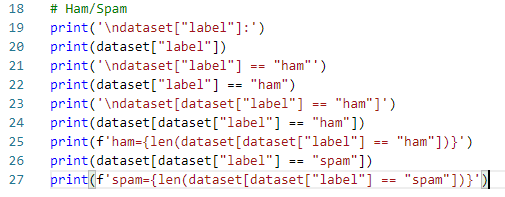 18 # Ham/Spam
19 print('\ndataset["label"]:')
20 print(dataset["label"])
21 print('\ndataset["label"] == "ham"')
22 print(dataset["label"] == "ham")
23 print('\ndataset[dataset["label"] == "ham"]')
24 print(dataset[dataset["label"] == "ham"])
25 print(f'ham={len(dataset[dataset["label"] == "ham"])}')
26 print(dataset[dataset["label"] == "spam"])
27 print(f'spam={len(dataset[dataset["label"] == "spam"])}')